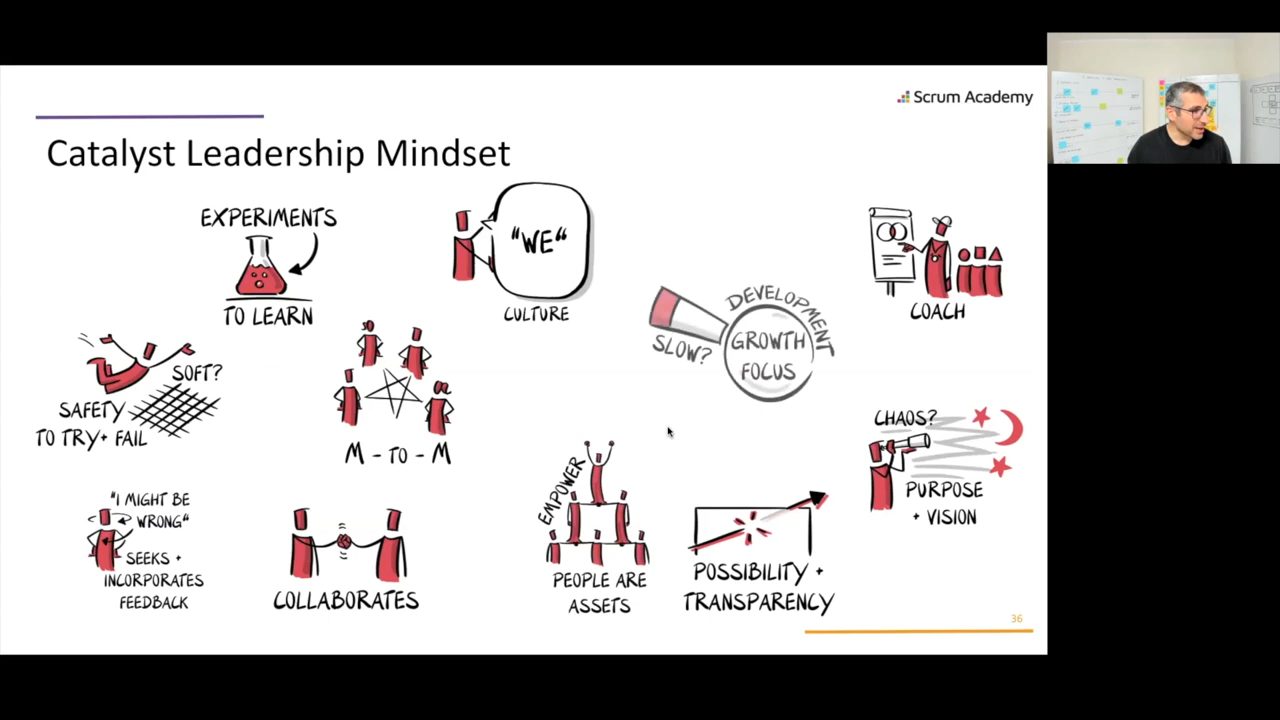 Scrum Academy
Catalyst Leadership Mindset
EXPERIMENTS
TO LEARN
"WE"
CULTURE
DEVELOPMENT
SLOW?
GROWTH
FOCUS
COACH
SOFT?
SAFETY
TO TRY + FAIL
M - TO - M
CHAOS?
PURPOSE
+ VISION
"I MIGHT BE
WRONG"
SEEKS +
INCORPORATES
FEEDBACK
COLLABORATES
EMPOWER
PEOPLE ARE
ASSETS
POSSIBILITY +
TRANSPARENCY
36